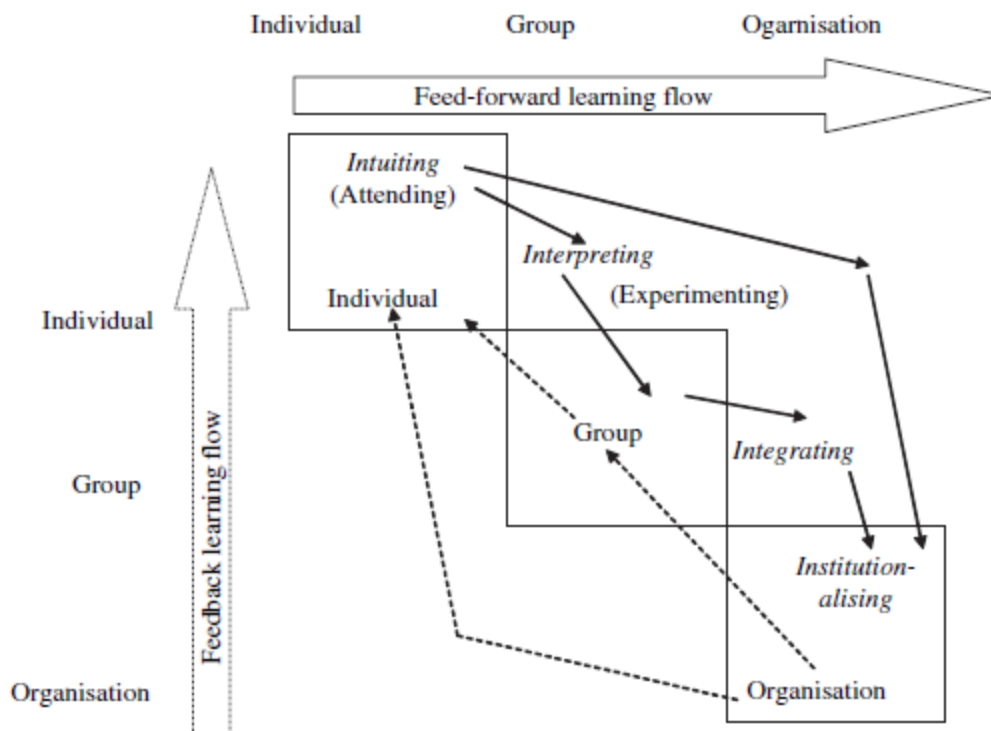 Individual Group Ogarnisation
Feed-forward learning flow
Intuiting
(Attending)
Interpreting
(Experimenting)
Individual
Individual
Group
Integrating
Group
Feedback learning flow
Institution-
alising
Organisation
Organisation